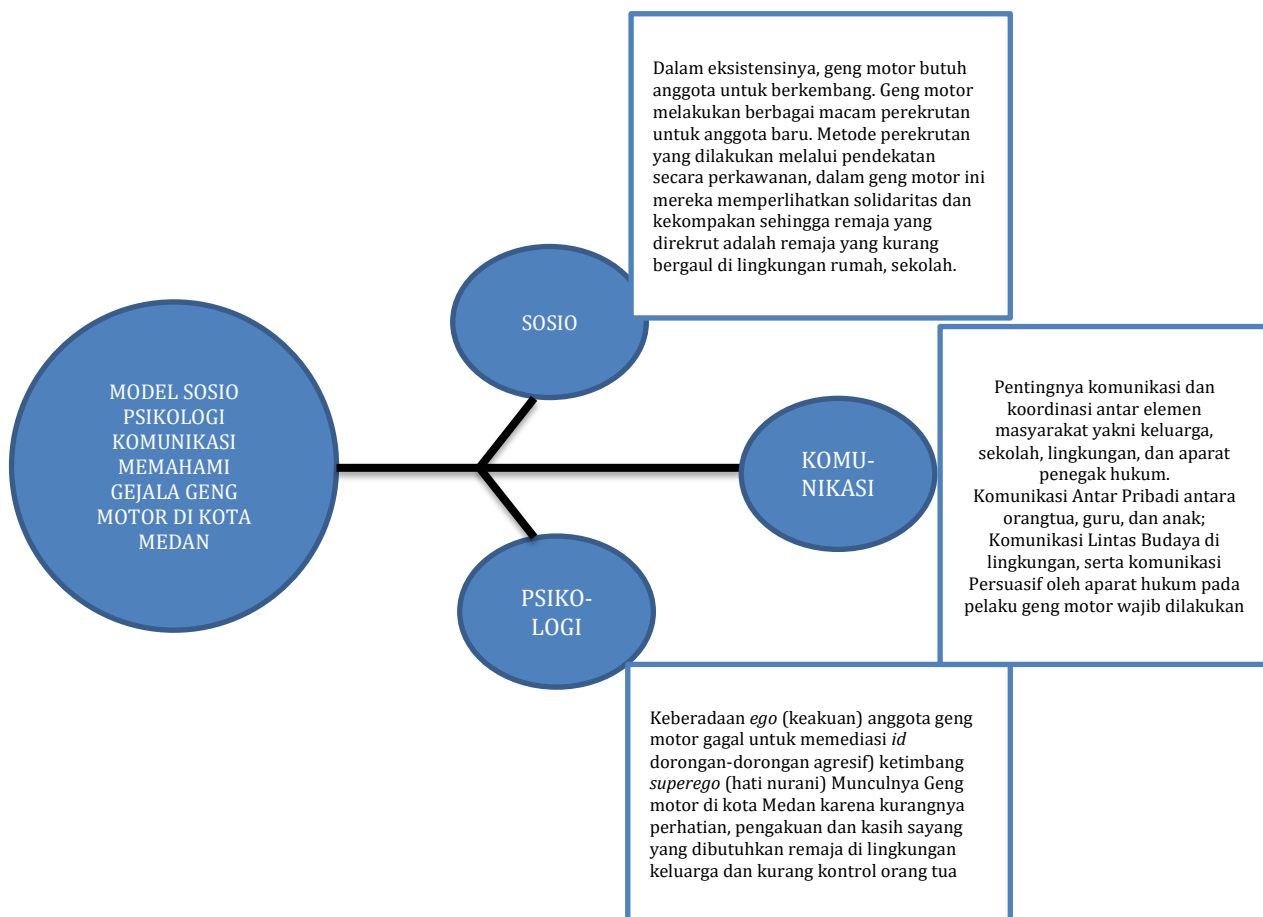 MODEL SOSIO
PSIKOLOGI
KOMUNIKASI
MEMAHAMI
GEJALA GENG
MOTOR DI KOTA
MEDAN
SOSIO
Dalam eksistensinya, geng motor butuh
anggota untuk berkembang. Geng motor
melakukan berbagai macam perekrutan
untuk anggota baru. Metode perekrutan
yang dilakukan melalui pendekatan
secara perkawanan, dalam geng motor ini
mereka memperlihatkan solidaritas dan
kekompakan sehingga remaja yang
direkrut adalah remaja yang kurang
bergaul di lingkungan rumah, sekolah.
KOMU-
NIKASI
Pentingnya komunikasi dan
koordinasi antar elemen
masyarakat yakni keluarga,
sekolah, lingkungan, dan aparat
penegak hukum.
Komunikasi Antar Pribadi antara
orangtua, guru, dan anak;
Komunikasi Lintas Budaya di
lingkungan, serta komunikasi
Persuasif oleh aparat hukum pada
pelaku geng motor wajib dilakukan
PSIKO-
LOGI
Keberadaan ego (keakuan) anggota geng
motor gagal untuk memediasi id
dorongan-dorongan agresif) ketimbang
superego (hati nurani) Munculnya Geng
motor di kota Medan karena kurangnya
perhatian, pengakuan dan kasih sayang
yang dibutuhkan remaja di lingkungan
keluarga dan kurang kontrol orang tua